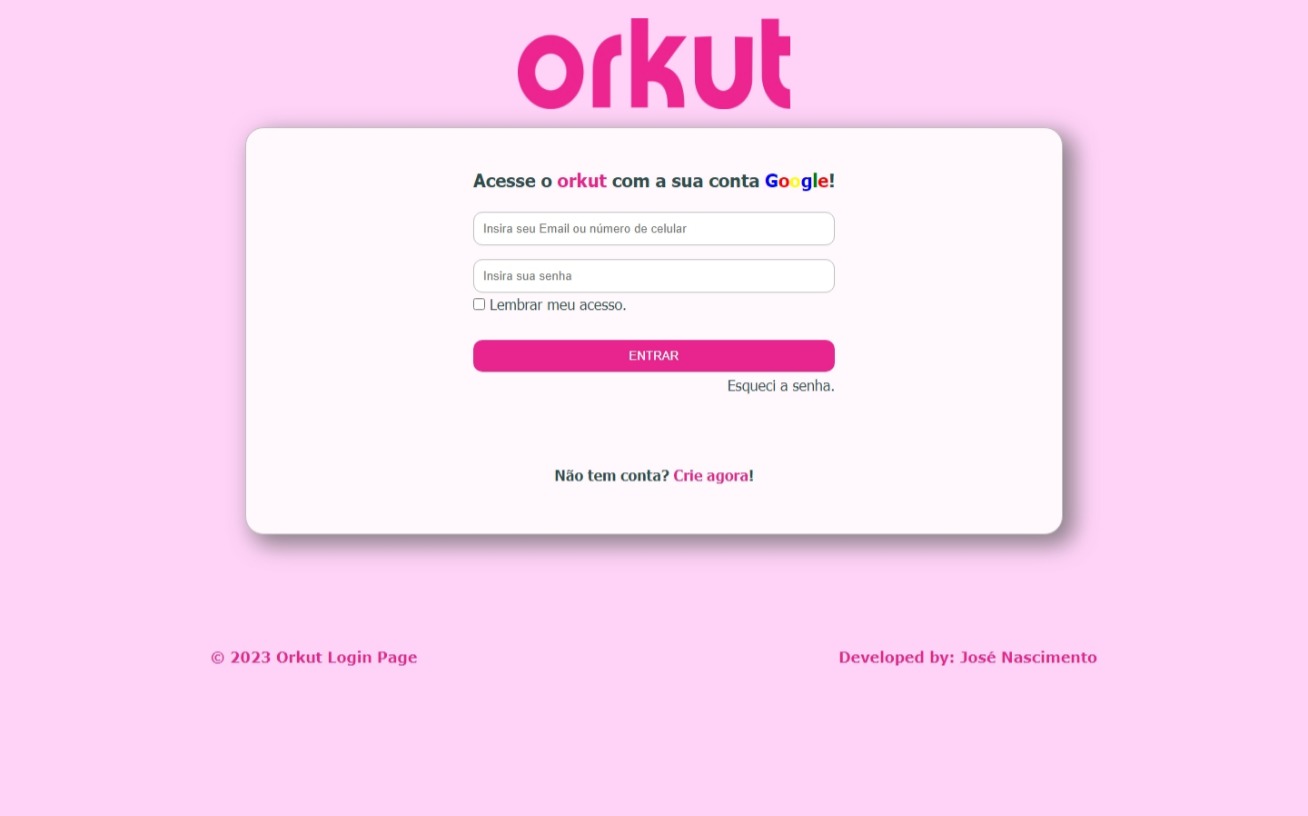 orkut
Acesse o orkut com a sua conta Google!
Insira seu Email ou número de celular
Insira sua senha
Lembrar meu acesso.
ENTRAR
Esqueci a senha.
Não tem conta? Crie agora!
© 2023 Orkut Login Page
Developed by: José Nascimento